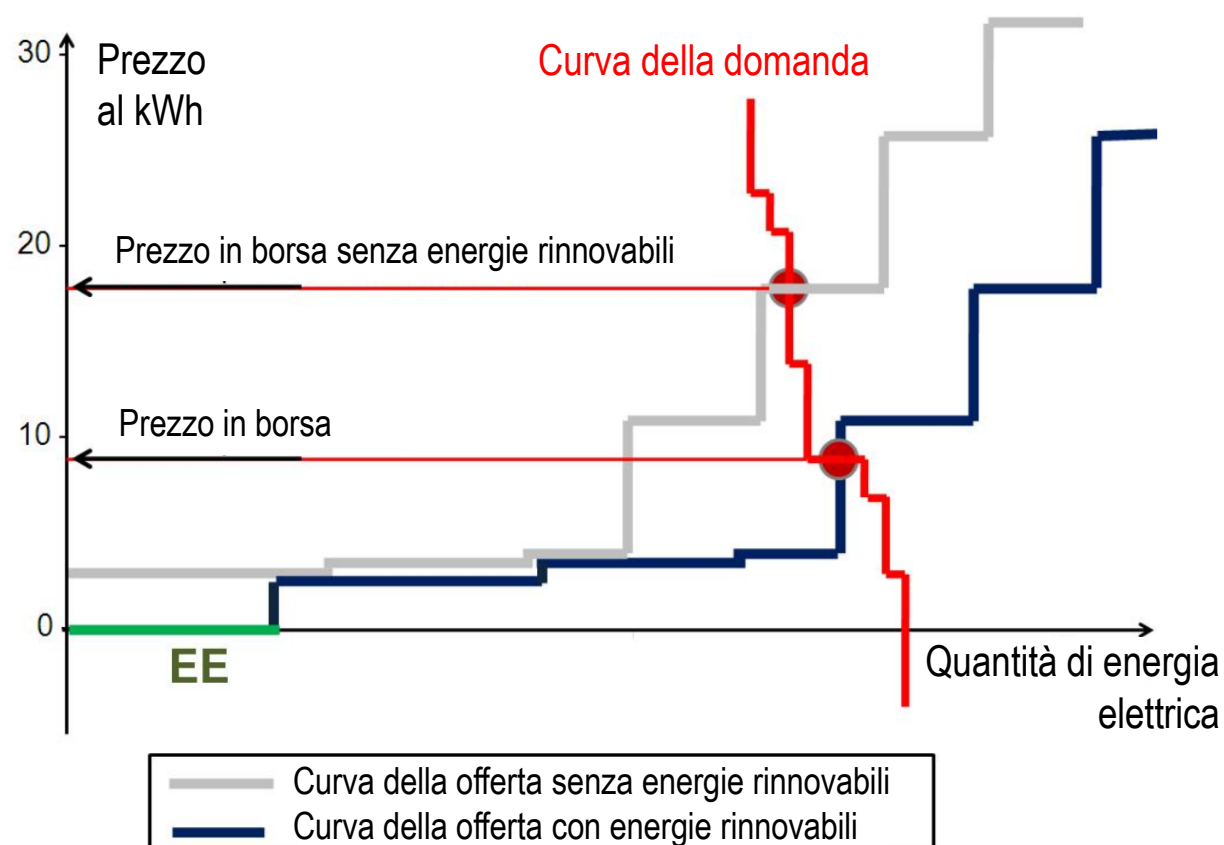 30
Prezzo
al kWh
Curva della domanda
20
Prezzo in borsa senza energie rinnovabili
10
Prezzo in borsa
0
EE
Quantità di energia
elettrica
Curva della offerta senza energie rinnovabili
Curva della offerta con energie rinnovabili